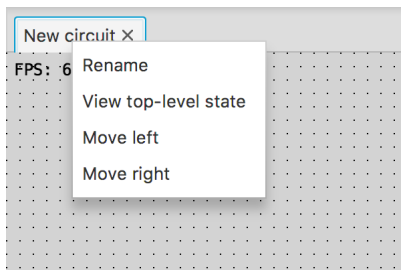 New circuit ×
FPS: 6
Rename
View top-level state
Move left
Move right